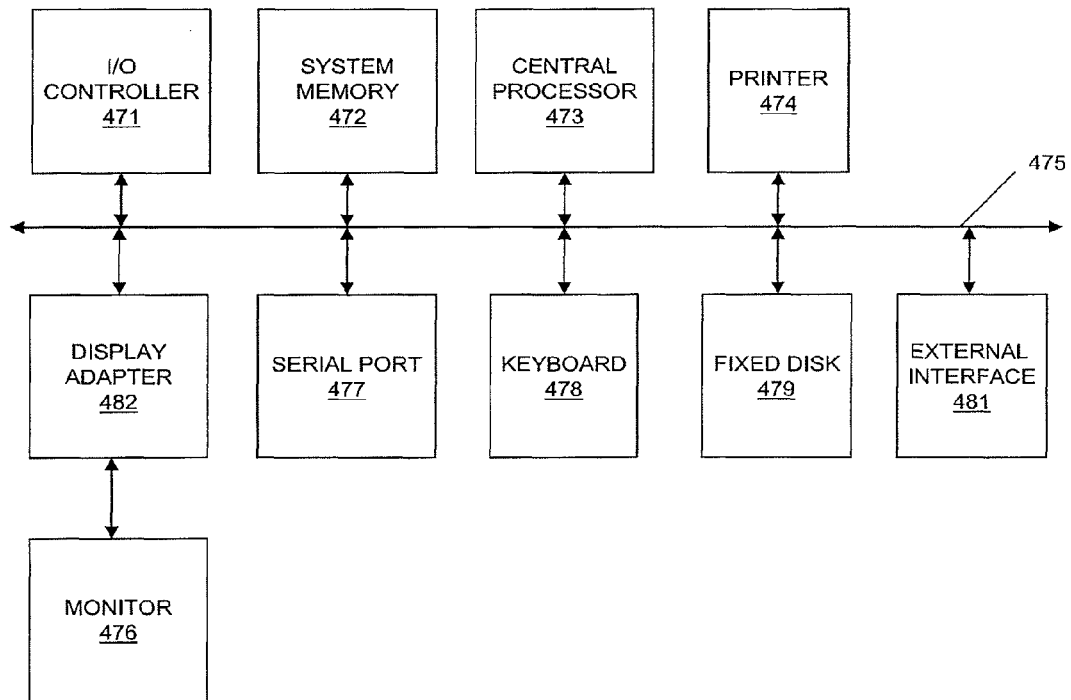 I/O
CONTROLLER
471
SYSTEM
MEMORY
472
CENTRAL
PROCESSOR
473
PRINTER
474
475
DISPLAY
ADAPTER
482
SERIAL PORT
477
KEYBOARD
478
FIXED DISK
479
EXTERNAL
INTERFACE
481
MONITOR
476